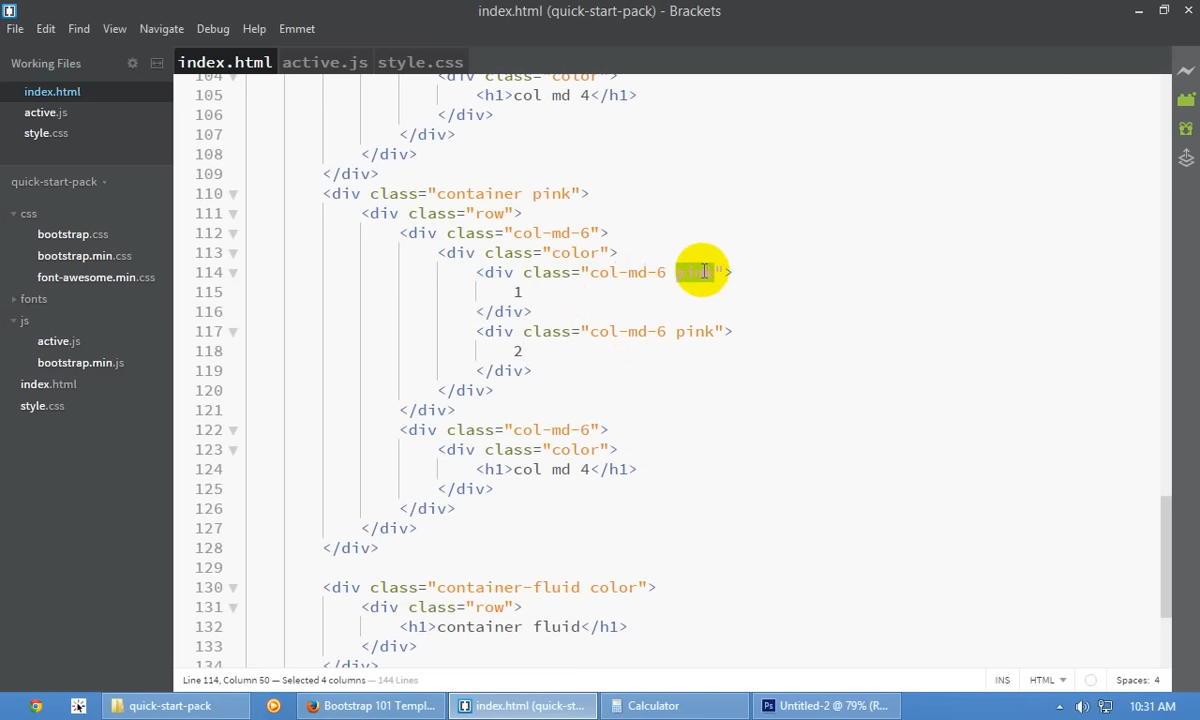 index.html (quick-start-pack) - Brackets
File Edit Find View Navigate Debug Help Emmet
Working Files
index.html active.js style.css
index.html
active.js
style.css
quick-start-pack
css
bootstrap.css
bootstrap.min.css
font-awesome.min.css
fonts
js
active.js
bootstrap.min.js
index.html
style.css
104 <div class="color">
105 <h1>col md 4</h1>
106 </div>
107 </div>
108 </div>
109 </div>
110 <div class="container pink">
111 <div class="row">
112 <div class="col-md-6">
113 <div class="color">
114 <div class="col-md-6 pink">
115 1
116 </div>
117 <div class="col-md-6 pink">
118 2
119 </div>
120 </div>
121 </div>
122 <div class="col-md-6">
123 <div class="color">
124 <h1>col md 4</h1>
125 </div>
126 </div>
127 </div>
128 </div>
129
130 <div class="container-fluid color">
131 <div class="row">
132 <h1>container fluid</h1>
133 </div>
134 </div>
Line 114, Column 50 — Selected 4 columns — 144 Lines
INS HTML Spaces: 4
quick-start-pack
Bootstrap 101 Templ...
index.html (quick-st...
Calculator
Untitled-2 @ 79% (R...
10:31 AM